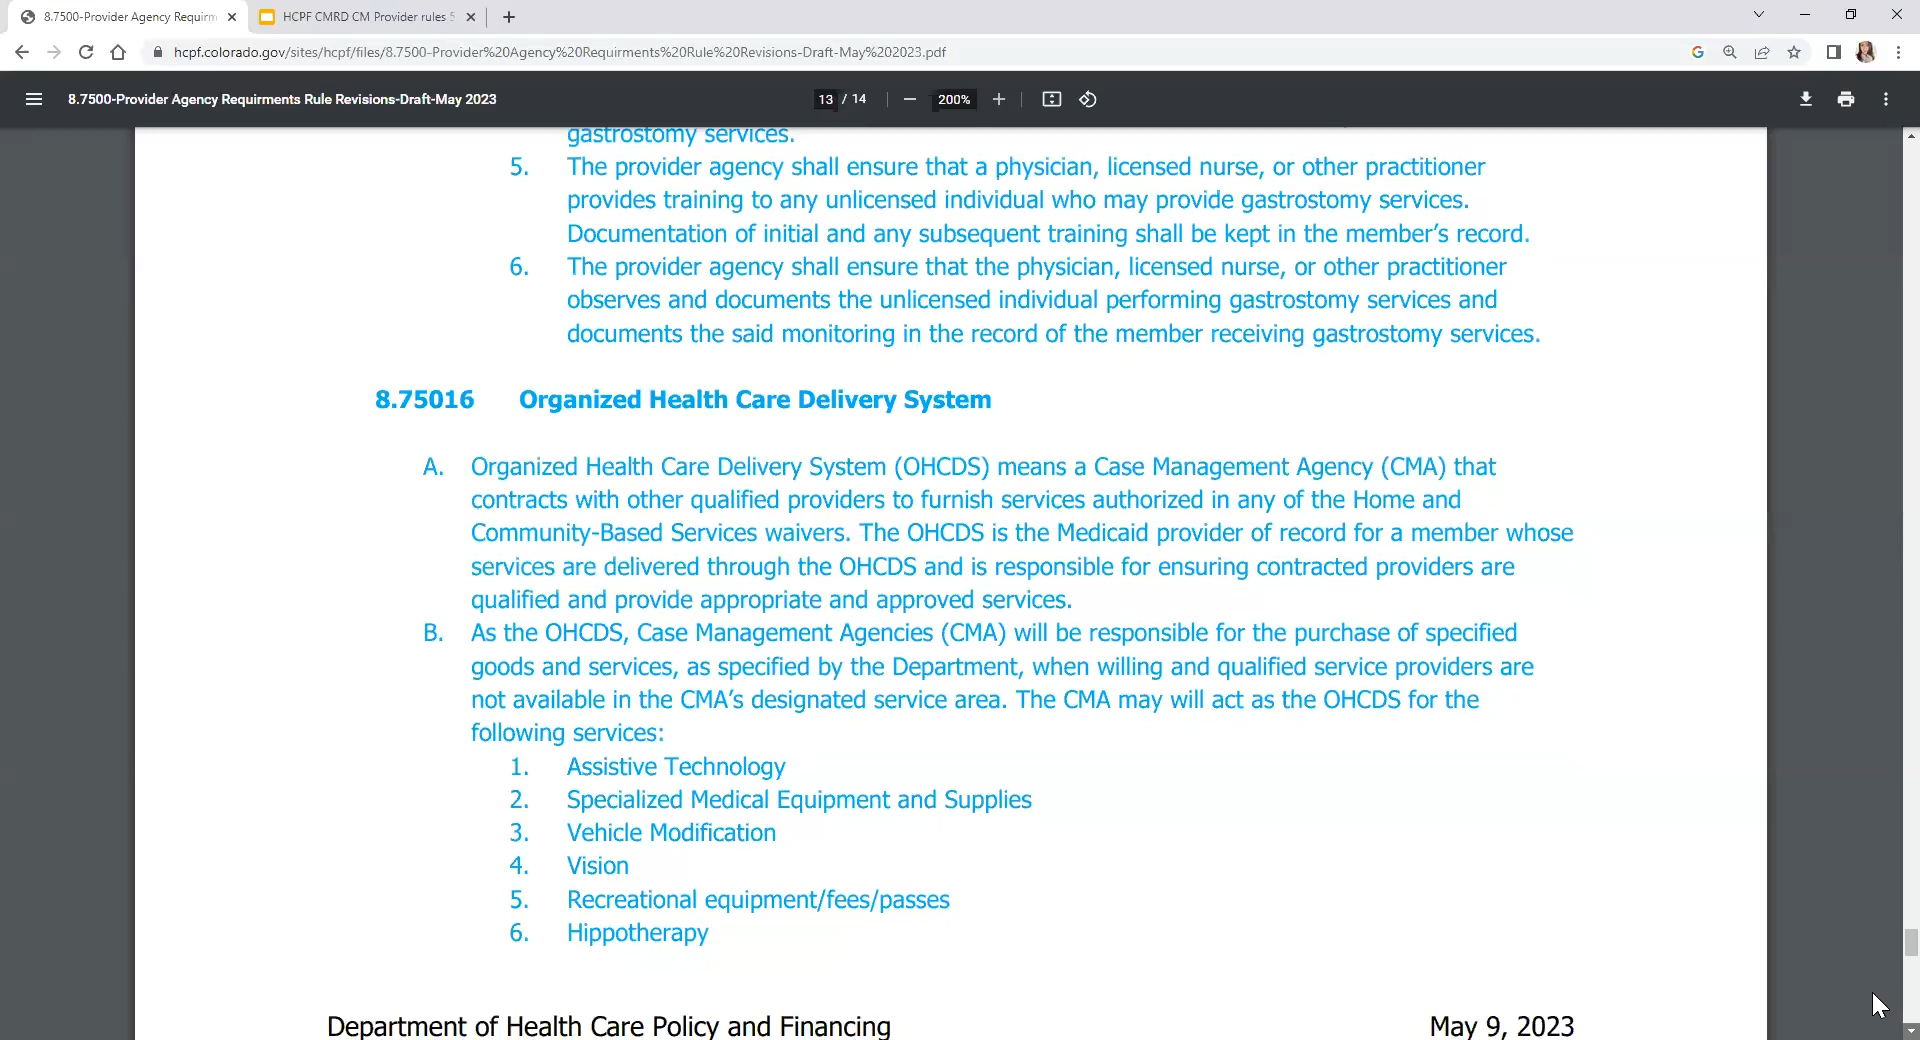 8.7500-Provider Agency Requirm
HCPF CMRD CM Provider rules 5
hcpf.colorado.gov/sites/hcpf/files/8.7500-Provider%20Agency%20Requirments%20Rule%20Revisions-Draft-May%202023.pdf
8.7500-Provider Agency Requirments Rule Revisions-Draft-May 2023
13 / 14
200%
gastrostomy services.
5. The provider agency shall ensure that a physician, licensed nurse, or other practitioner
provides training to any unlicensed individual who may provide gastrostomy services.
Documentation of initial and any subsequent training shall be kept in the member's record.
6. The provider agency shall ensure that the physician, licensed nurse, or other practitioner
observes and documents the unlicensed individual performing gastrostomy services and
documents the said monitoring in the record of the member receiving gastrostomy services.
8.75016 Organized Health Care Delivery System
A. Organized Health Care Delivery System (OHCDS) means a Case Management Agency (CMA) that
contracts with other qualified providers to furnish services authorized in any of the Home and
Community-Based Services waivers. The OHCDS is the Medicaid provider of record for a member whose
services are delivered through the OHCDS and is responsible for ensuring contracted providers are
qualified and provide appropriate and approved services.
B. As the OHCDS, Case Management Agencies (CMA) will be responsible for the purchase of specified
goods and services, as specified by the Department, when willing and qualified service providers are
not available in the CMA's designated service area. The CMA may will act as the OHCDS for the
following services:
1. Assistive Technology
2. Specialized Medical Equipment and Supplies
3. Vehicle Modification
4. Vision
5. Recreational equipment/fees/passes
6. Hippotherapy
Department of Health Care Policy and Financing May 9, 2023